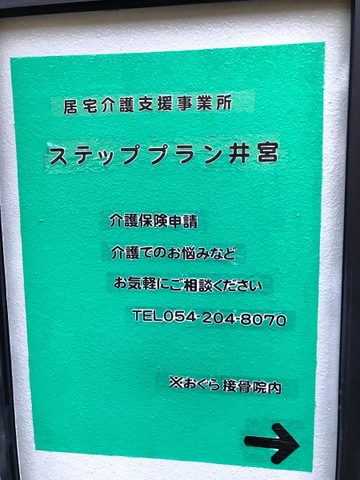 居宅介護支援事業所
ステッププラン井宮
介護保険申請
介護でのお悩みなど
お気軽にご相談ください
TEL054-204-8070
※おぐら接骨院内